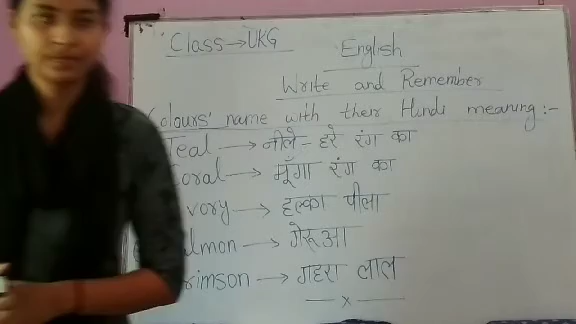 Class → UKG English
Write and Remember
olours' name with their Hindi meaning :-
Teal → नीले - हरे रंग का
oral → मूँगा रंग का
vory → हल्का पीला
lmon → गेरूआ
rimson → गहरा लाल
— x —